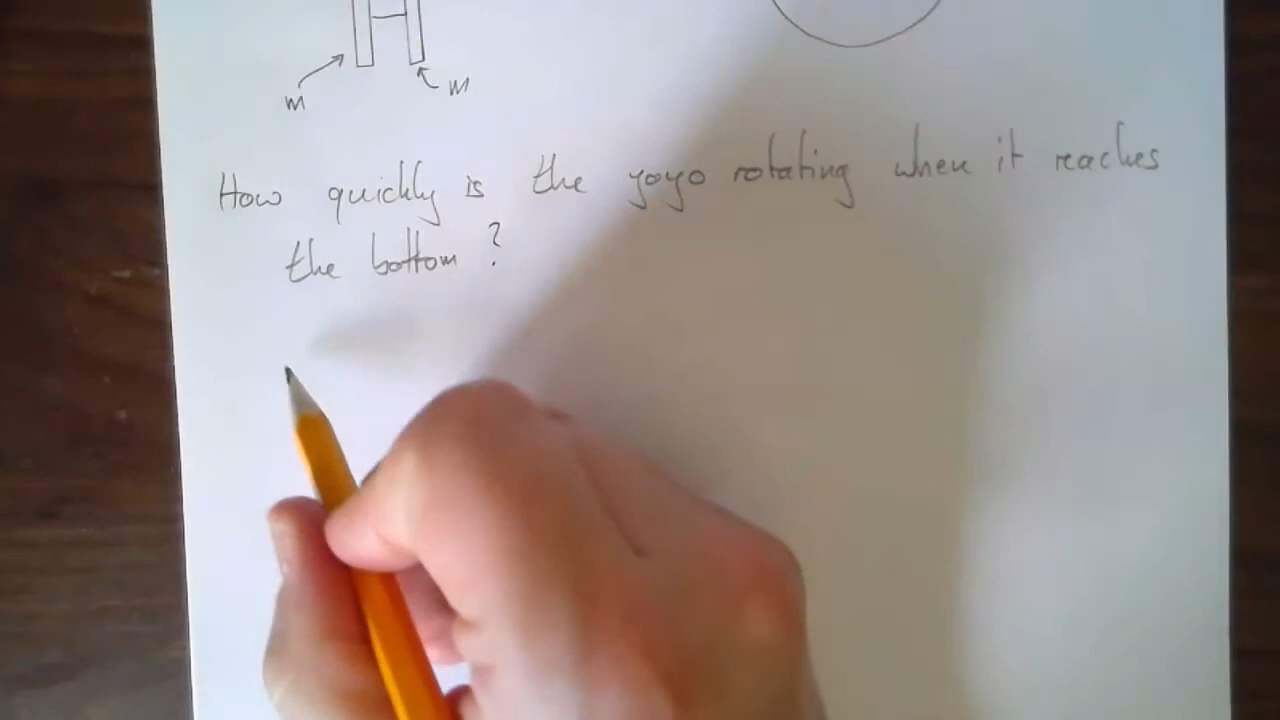 m
m
How quickly is the yoyo rotating when it reaches
the bottom ?